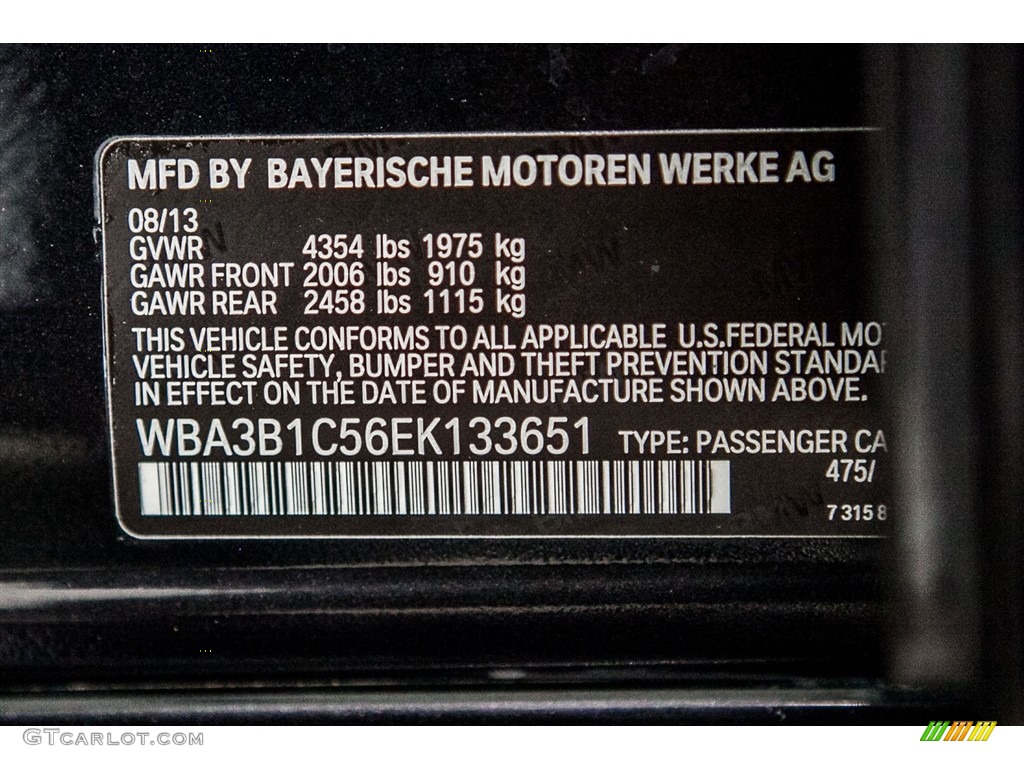 MFD BY BAYERISCHE MOTOREN WERKE AG
08/13
GVWR 4354 lbs 1975 kg
GAWR FRONT 2006 lbs 910 kg
GAWR REAR 2458 lbs 1115 kg
THIS VEHICLE CONFORMS TO ALL APPLICABLE U.S.FEDERAL MO
VEHICLE SAFETY, BUMPER AND THEFT PREVENTION STANDAR
IN EFFECT ON THE DATE OF MANUFACTURE SHOWN ABOVE.
WBA3B1C56EK133651 TYPE: PASSENGER CA
475/
7 315 8
GTCARLOT.COM